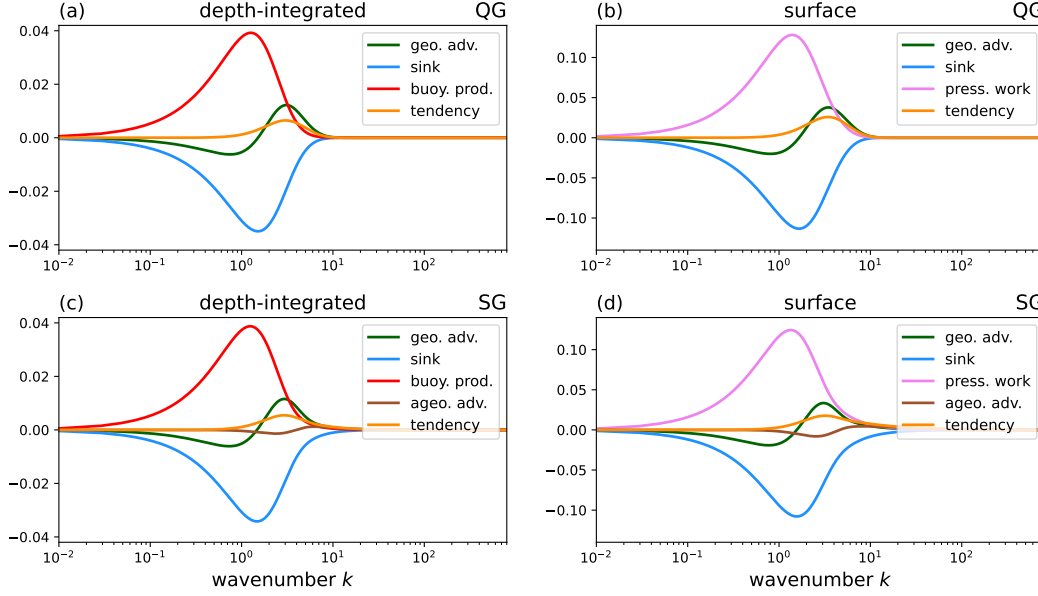 (a) depth-integrated QG
0.04
0.02
0.00
−0.02
−0.04
geo. adv.
sink
buoy. prod.
tendency
10⁻² 10⁻¹ 10⁰ 10¹ 10²
(b) surface QG
0.10
0.05
0.00
−0.05
−0.10
geo. adv.
sink
press. work
tendency
10⁻² 10⁻¹ 10⁰ 10¹ 10²
(c) depth-integrated SG
0.04
0.02
0.00
−0.02
−0.04
geo. adv.
sink
buoy. prod.
ageo. adv.
tendency
10⁻² 10⁻¹ 10⁰ 10¹ 10²
wavenumber k
(d) surface SG
0.10
0.05
0.00
−0.05
−0.10
geo. adv.
sink
press. work
ageo. adv.
tendency
10⁻² 10⁻¹ 10⁰ 10¹ 10²
wavenumber k